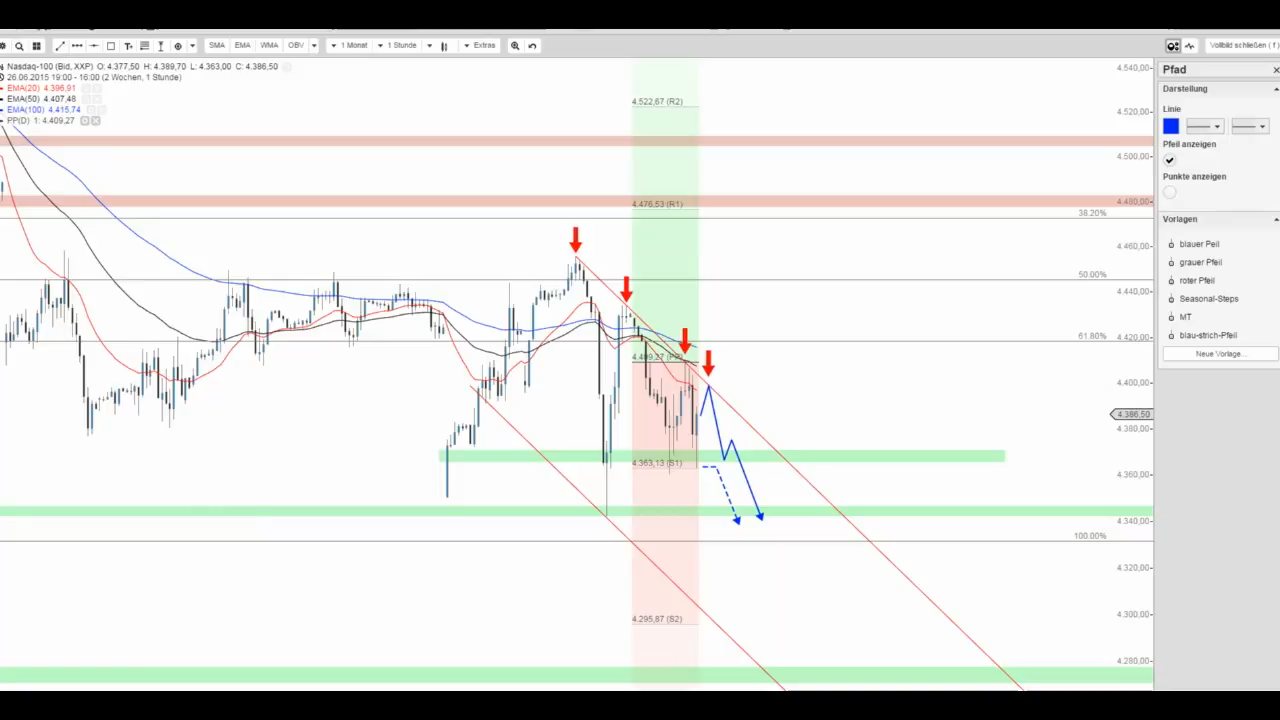 SMA EMA WMA OBV 1 Monat 1 Stunde Extras Vollbild schließen ( f )
Nasdaq-100 (Bid, XXP) O: 4.377,50 H: 4.389,70 L: 4.363,00 C: 4.386,50
26.06.2015 19:00 - 16:00 (2 Wochen, 1 Stunde)
EMA(20) 4.396,91
EMA(50) 4.407,48
EMA(100) 4.415,74
PP(D) 1: 4.409,27
4.522,67 (R2)
4.476,53 (R1)
4.409,27 (PP)
4.363,13 (S1)
4.295,87 (S2)
38.20%
50.00%
61.80%
100.00%
4.540,00
4.520,00
4.500,00
4.480,00
4.460,00
4.440,00
4.420,00
4.400,00
4.386,50
4.380,00
4.360,00
4.340,00
4.320,00
4.300,00
4.280,00
Pfad
Darstellung
Linie
Pfeil anzeigen
Punkte anzeigen
Vorlagen
blauer Peil
grauer Pfeil
roter Pfeil
Seasonal-Steps
MT
blau-strich-Pfeil
Neue Vorlage...